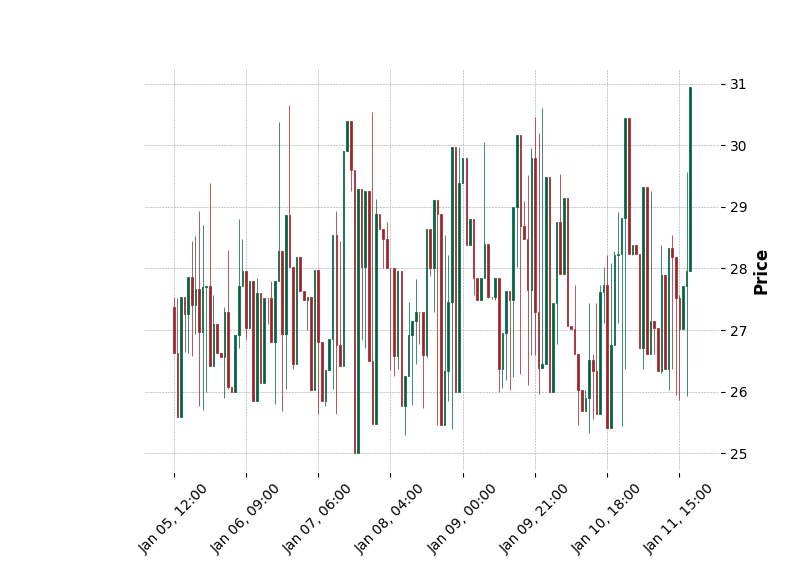 31
30
29
28
27
26
25
Price
Jan 05, 12:00
Jan 06, 09:00
Jan 07, 06:00
Jan 08, 04:00
Jan 09, 00:00
Jan 09, 21:00
Jan 10, 18:00
Jan 11, 15:00